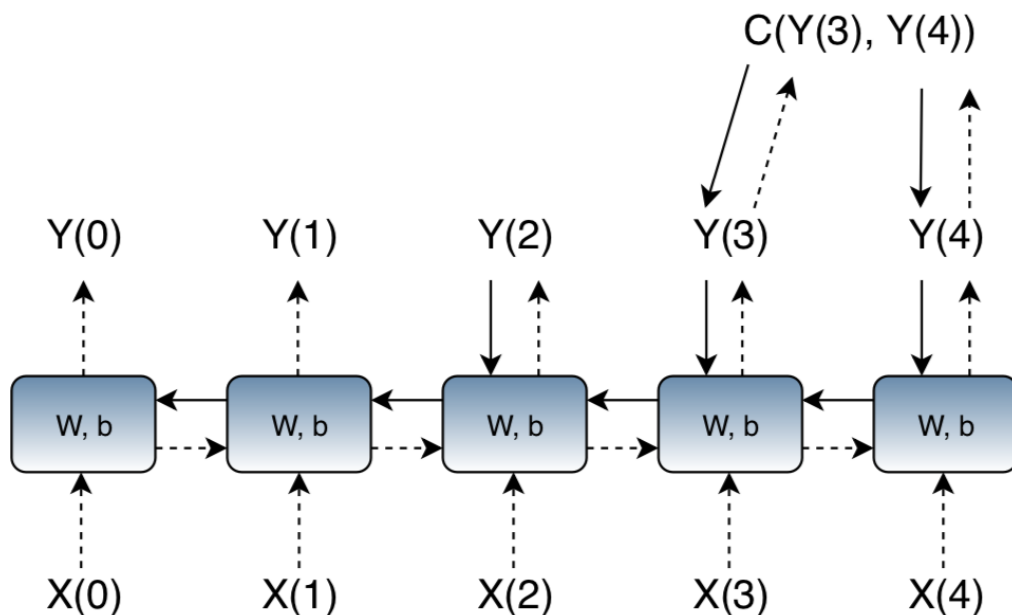 C(Y(3), Y(4))
Y(0) Y(1) Y(2) Y(3) Y(4)
W, b W, b W, b W, b W, b
X(0) X(1) X(2) X(3) X(4)